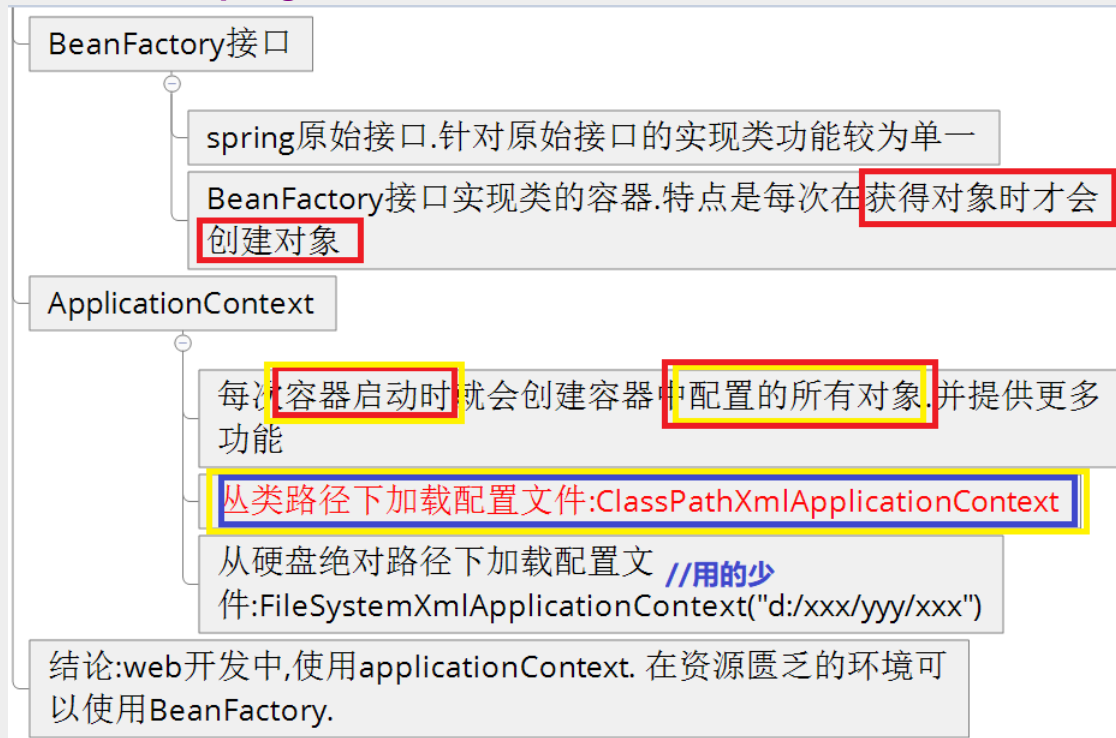 BeanFactory接口
spring原始接口.针对原始接口的实现类功能较为单一
BeanFactory接口实现类的容器.特点是每次在获得对象时才会
创建对象
ApplicationContext
每次容器启动时就会创建容器中配置的所有对象.并提供更多
功能
从类路径下加载配置文件:ClassPathXmlApplicationContext
从硬盘绝对路径下加载配置文 //用的少
件:FileSystemXmlApplicationContext("d:/xxx/yyy/xxx")
结论:web开发中,使用applicationContext. 在资源匮乏的环境可
以使用BeanFactory.